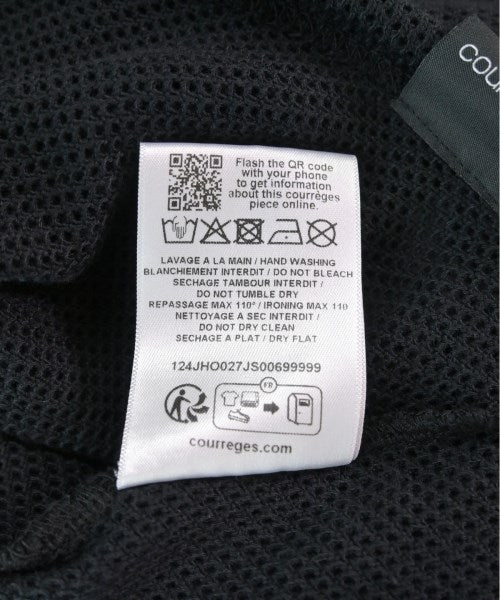 COUR
Flash the QR code
with your phone
to get information
about this courrèges
piece online.
LAVAGE A LA MAIN / HAND WASHING
BLANCHIEMENT INTERDIT / DO NOT BLEACH
SECHAGE TAMBOUR INTERDIT /
DO NOT TUMBLE DRY
REPASSAGE MAX 110° / IRONING MAX 110
NETTOYAGE A SEC INTERDIT /
DO NOT DRY CLEAN
SECHAGE A PLAT / DRY FLAT
124JHO027JS00699999
FR
courreges.com